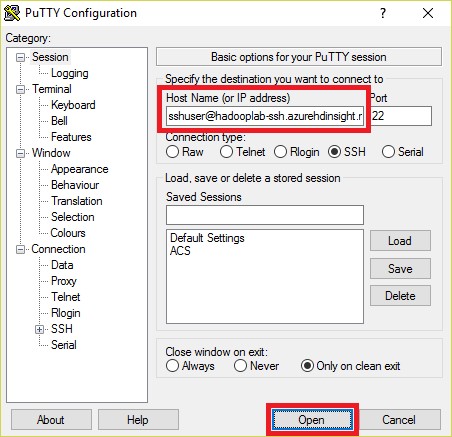 PuTTY Configuration
Category:
Session
Logging
Terminal
Keyboard
Bell
Features
Window
Appearance
Behaviour
Translation
Selection
Colours
Connection
Data
Proxy
Telnet
Rlogin
SSH
Serial
Basic options for your PuTTY session
Specify the destination you want to connect to
Host Name (or IP address) Port
sshuser@hadooplab-ssh.azurehdinsight.r 22
Connection type:
Raw Telnet Rlogin SSH Serial
Load, save or delete a stored session
Saved Sessions
Default Settings Load
ACS
Save
Delete
Close window on exit:
Always Never Only on clean exit
About Help Open Cancel